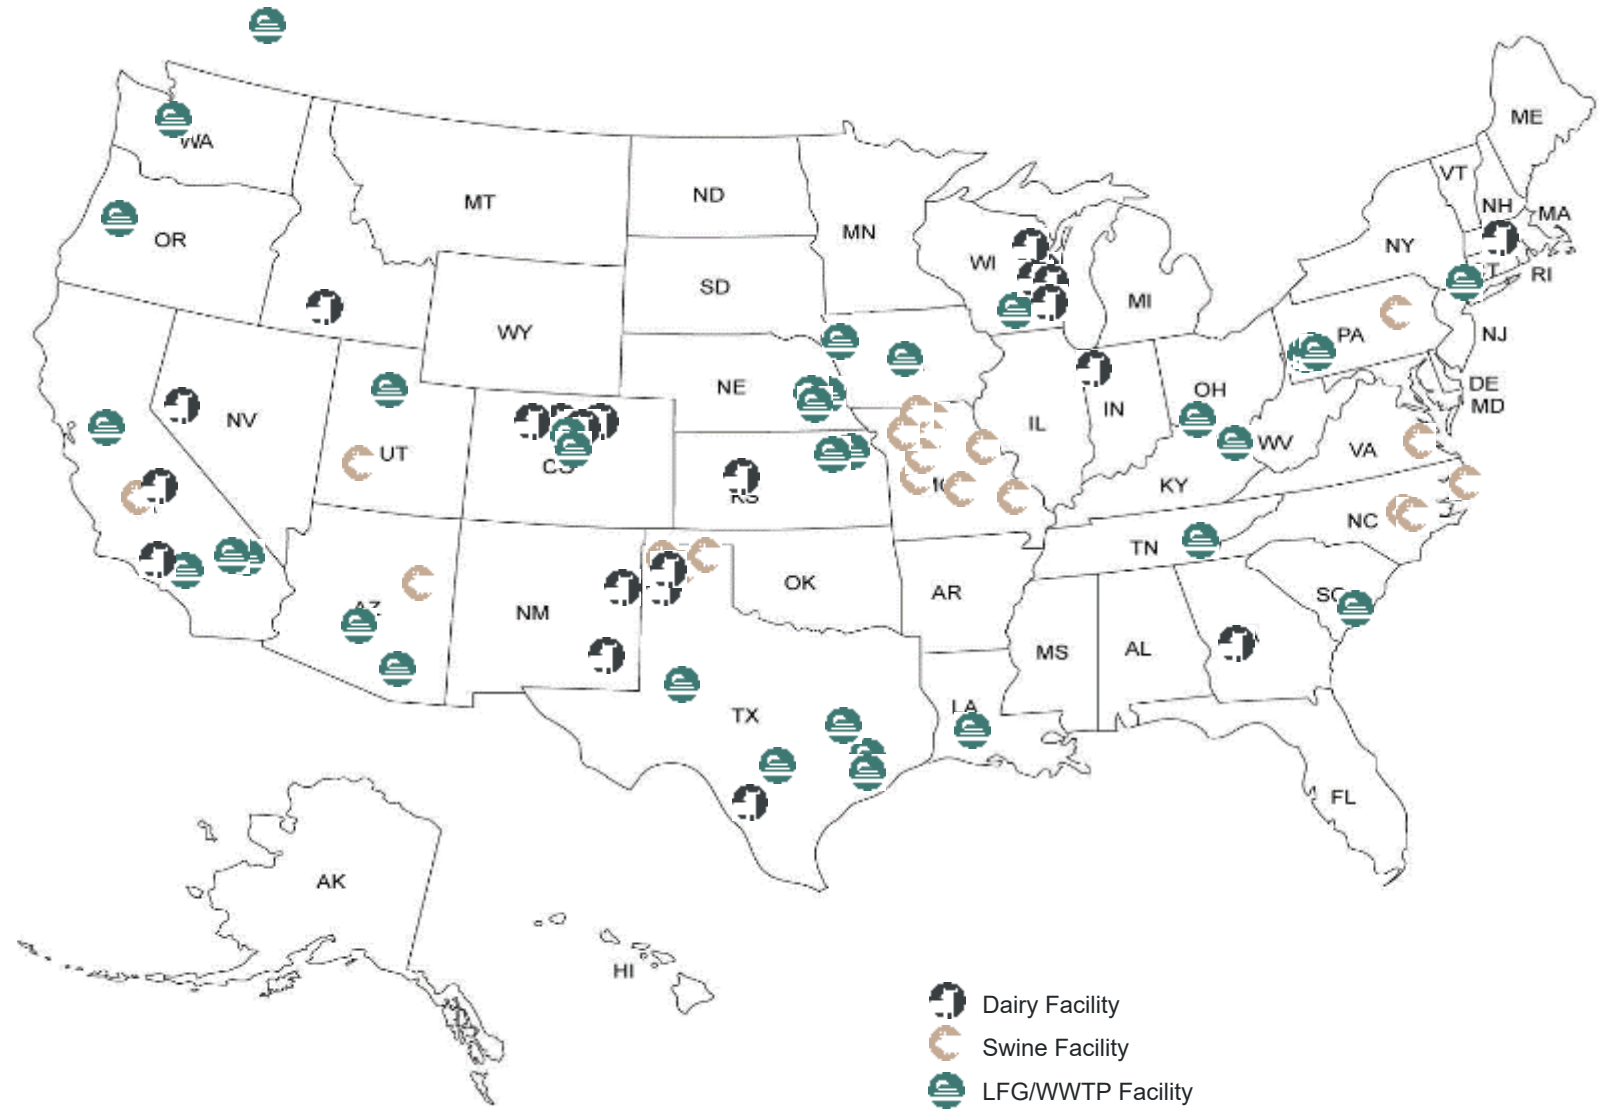 ME
WA
VT
ND
MT
NH
MA
MN
OR
NY
WI
RI
SD
MI
WY
PA
NJ
NE
DE
OH
MD
IN
NV
IL
WV
UT
VA
KY
NC
TN
OK
AR
NM
SC
MS
AL
LA
TX
FL
AK
HI
Dairy Facility
Swine Facility
LFG/WWTP Facility